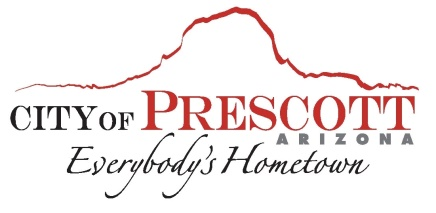 CITY OF PRESCOTT
ARIZONA
Everybody's Hometown